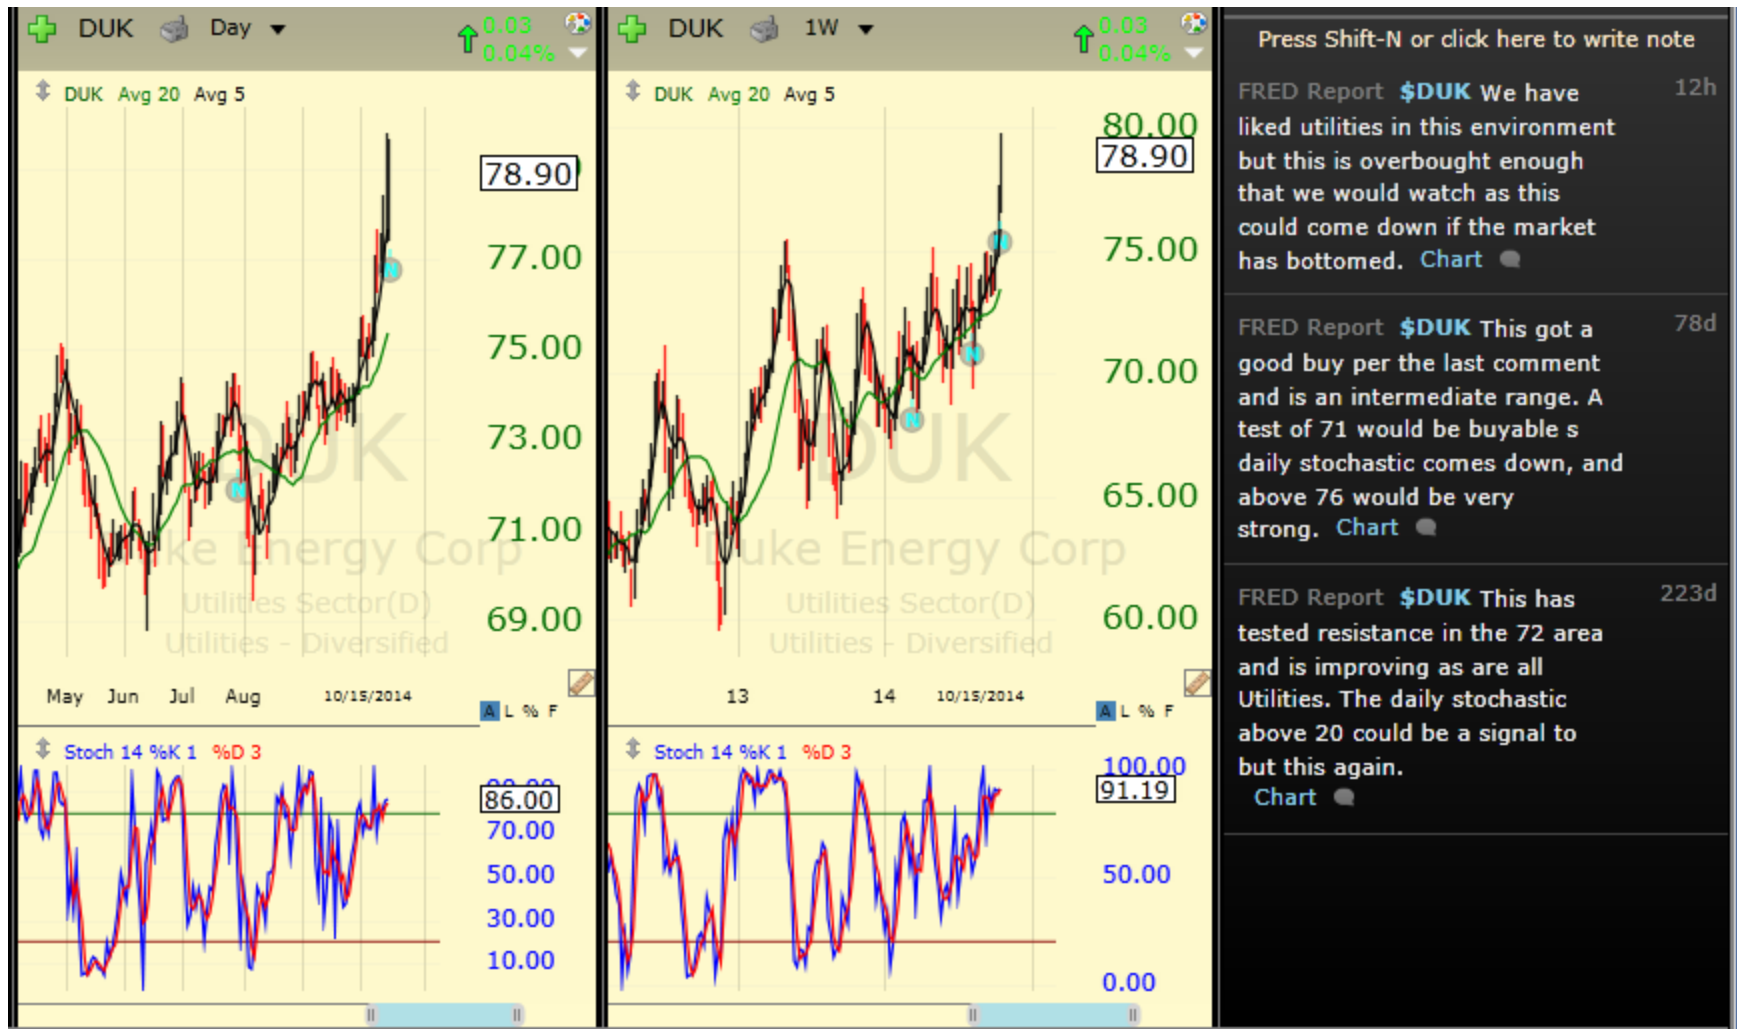 DUK Day 0.03
0.04%
DUK Avg 20 Avg 5
78.90
77.00
75.00
73.00
71.00
69.00
DUK
ke Energy Corp
Utilities Sector(D)
Utilities - Diversified
May Jun Jul Aug 10/15/2014
A L % F
Stoch 14 %K 1 %D 3
86.00
70.00
50.00
30.00
10.00
DUK 1W 0.03
0.04%
DUK Avg 20 Avg 5
80.00
78.90
75.00
70.00
65.00
60.00
DUK
Duke Energy Corp
Utilities Sector(D)
Utilities - Diversified
13 14 10/15/2014
A L % F
Stoch 14 %K 1 %D 3
100.00
91.19
50.00
0.00
N
N
N
N
N
Press Shift-N or click here to write note
FRED Report $DUK We have 12h
liked utilities in this environment
but this is overbought enough
that we would watch as this
could come down if the market
has bottomed. Chart
FRED Report $DUK This got a 78d
good buy per the last comment
and is an intermediate range. A
test of 71 would be buyable s
daily stochastic comes down, and
above 76 would be very
strong. Chart
FRED Report $DUK This has 223d
tested resistance in the 72 area
and is improving as are all
Utilities. The daily stochastic
above 20 could be a signal to
but this again.
Chart